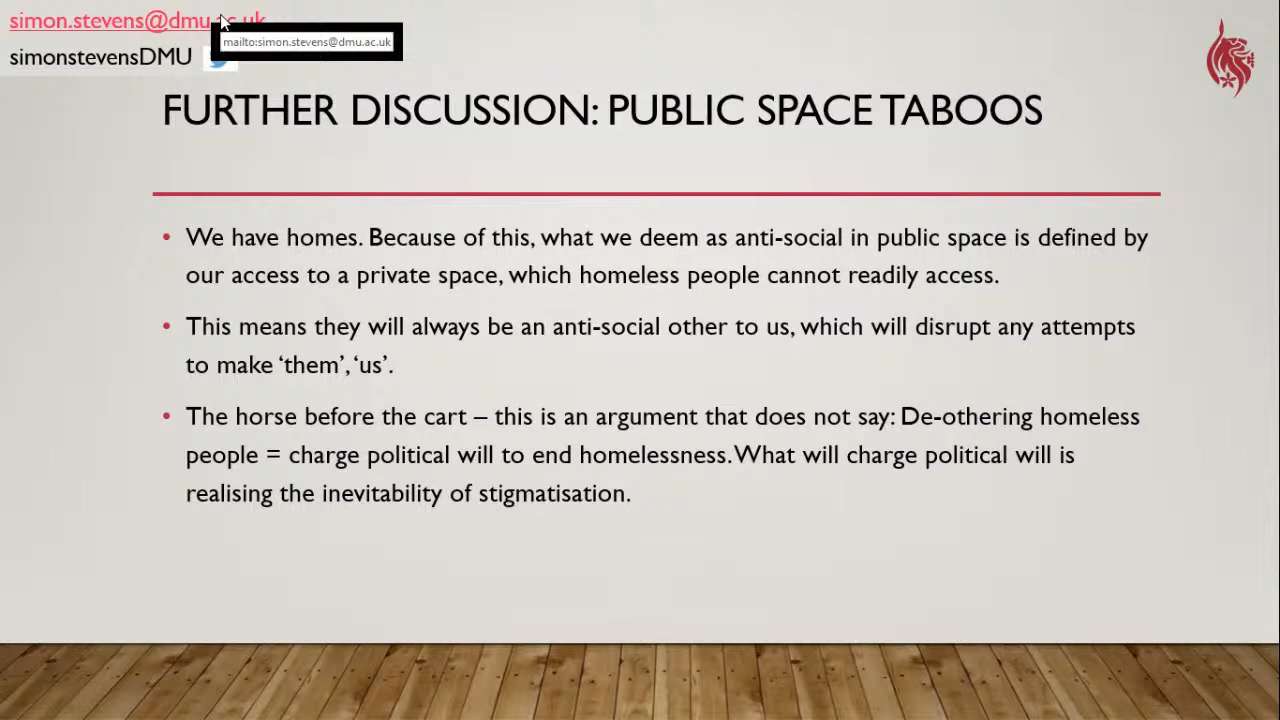 simon.stevens@dmu.ac.uk
mailto:simon.stevens@dmu.ac.uk
simonstevensDMU
FURTHER DISCUSSION: PUBLIC SPACE TABOOS
• We have homes. Because of this, what we deem as anti-social in public space is defined by
our access to a private space, which homeless people cannot readily access.
• This means they will always be an anti-social other to us, which will disrupt any attempts
to make ‘them’, ‘us’.
• The horse before the cart – this is an argument that does not say: De-othering homeless
people = charge political will to end homelessness. What will charge political will is
realising the inevitability of stigmatisation.